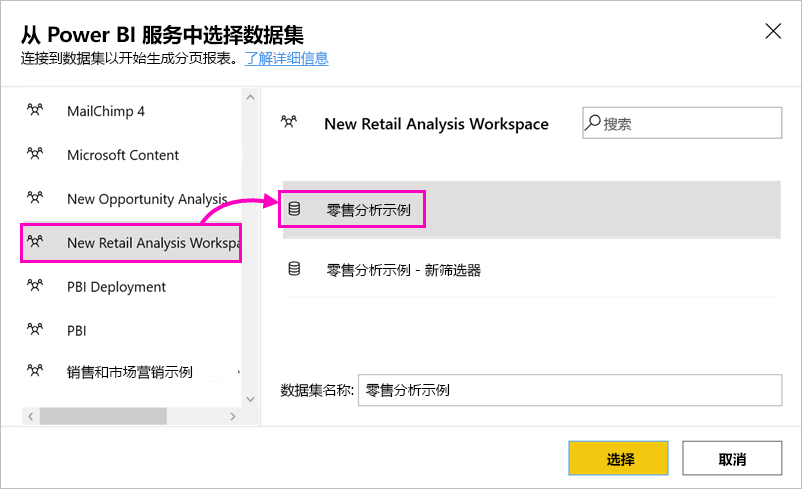 从 Power BI 服务中选择数据集
连接到数据集以开始生成分页报表。了解详细信息
MailChimp 4
Microsoft Content
New Opportunity Analysis
New Retail Analysis Workspa
PBI Deployment
PBI
销售和市场营销示例
New Retail Analysis Workspace
搜索
零售分析示例
零售分析示例 - 新筛选器
数据集名称: 零售分析示例
选择
取消